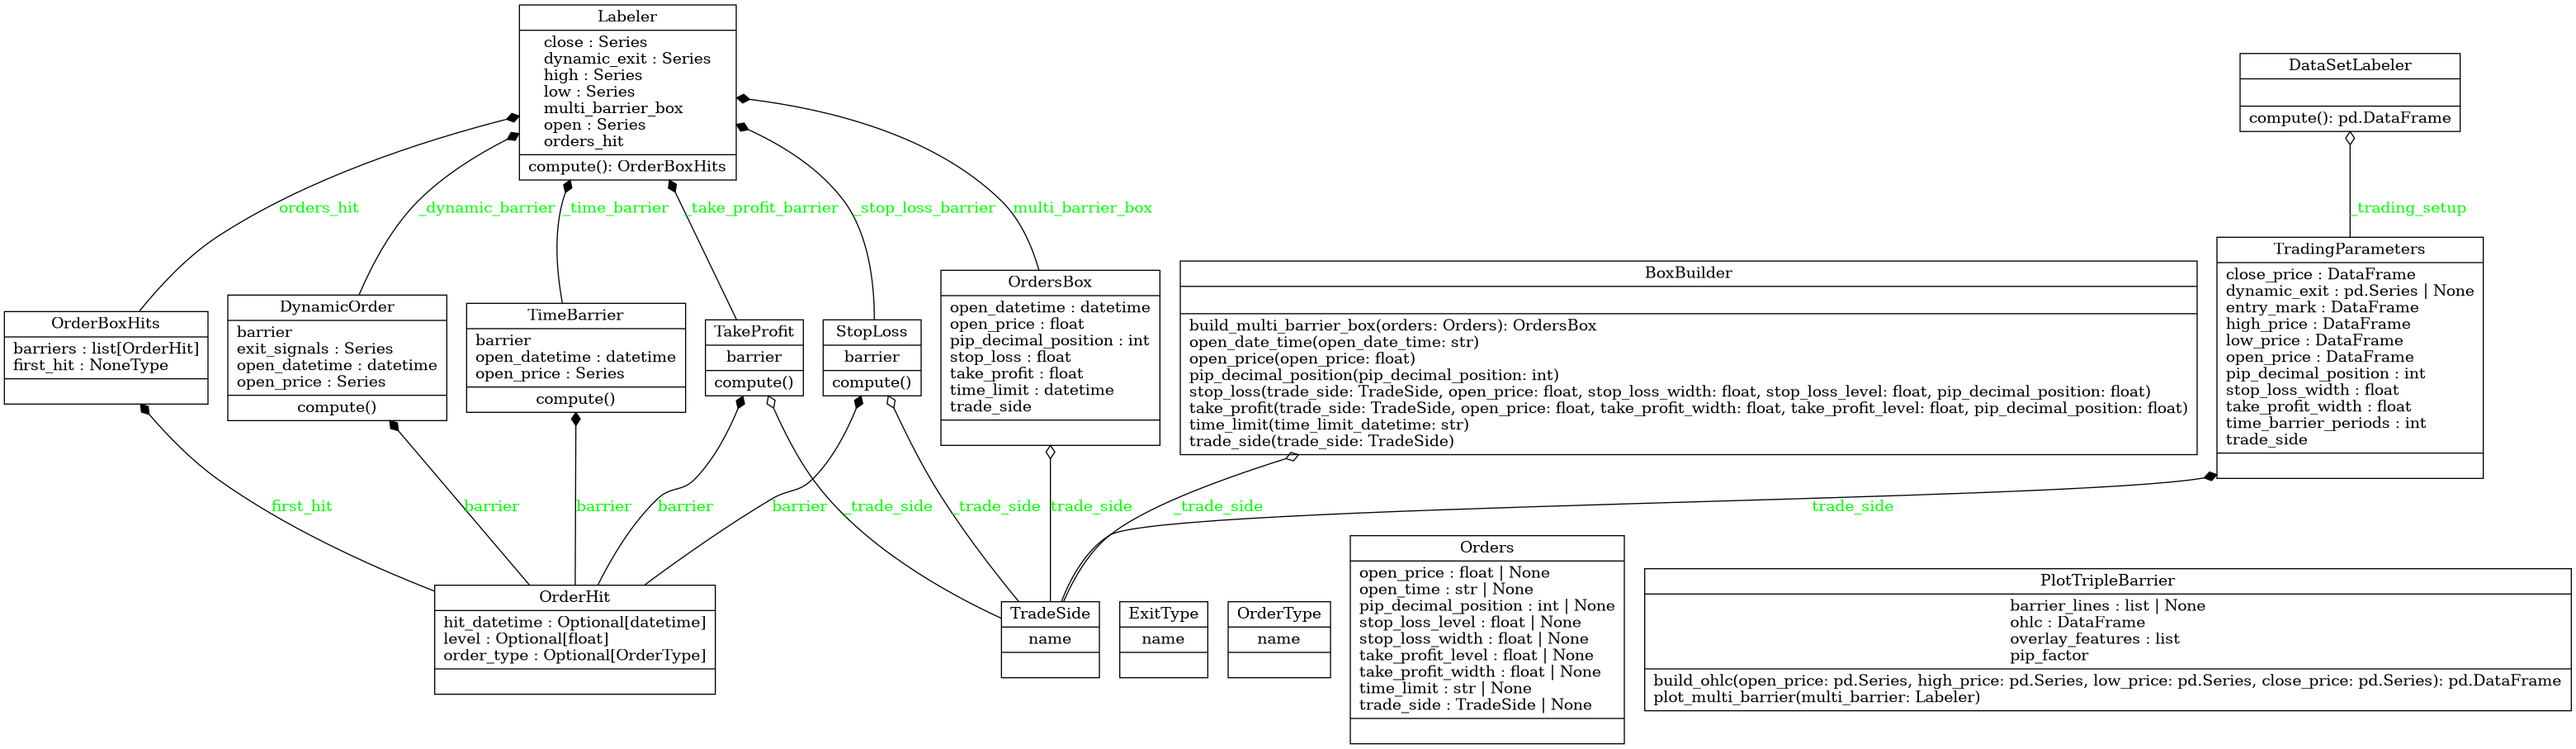 Labeler
close : Series
dynamic_exit : Series
high : Series
low : Series
multi_barrier_box
open : Series
orders_hit
compute(): OrderBoxHits
DataSetLabeler
compute(): pd.DataFrame
orders_hit
_dynamic_barrier
_time_barrier
_take_profit_barrier
_stop_loss_barrier
multi_barrier_box
_trading_setup
OrderBoxHits
barriers : list[OrderHit]
first_hit : NoneType
DynamicOrder
barrier
exit_signals : Series
open_datetime : datetime
open_price : Series
compute()
TimeBarrier
barrier
open_datetime : datetime
open_price : Series
compute()
TakeProfit
barrier
compute()
StopLoss
barrier
compute()
OrdersBox
open_datetime : datetime
open_price : float
pip_decimal_position : int
stop_loss : float
take_profit : float
time_limit : datetime
trade_side
BoxBuilder
build_multi_barrier_box(orders: Orders): OrdersBox
open_date_time(open_date_time: str)
open_price(open_price: float)
pip_decimal_position(pip_decimal_position: int)
stop_loss(trade_side: TradeSide, open_price: float, stop_loss_width: float, stop_loss_level: float, pip_decimal_position: float)
take_profit(trade_side: TradeSide, open_price: float, take_profit_width: float, take_profit_level: float, pip_decimal_position: float)
time_limit(time_limit_datetime: str)
trade_side(trade_side: TradeSide)
TradingParameters
close_price : DataFrame
dynamic_exit : pd.Series | None
entry_mark : DataFrame
high_price : DataFrame
low_price : DataFrame
open_price : DataFrame
pip_decimal_position : int
stop_loss_width : float
take_profit_width : float
time_barrier_periods : int
trade_side
first_hit
barrier
barrier
barrier
barrier
_trade_side
_trade_side
trade_side
_trade_side
trade_side
OrderHit
hit_datetime : Optional[datetime]
level : Optional[float]
order_type : Optional[OrderType]
TradeSide
name
ExitType
name
OrderType
name
Orders
open_price : float | None
open_time : str | None
pip_decimal_position : int | None
stop_loss_level : float | None
stop_loss_width : float | None
take_profit_level : float | None
take_profit_width : float | None
time_limit : str | None
trade_side : TradeSide | None
PlotTripleBarrier
barrier_lines : list | None
ohlc : DataFrame
overlay_features : list
pip_factor
build_ohlc(open_price: pd.Series, high_price: pd.Series, low_price: pd.Series, close_price: pd.Series): pd.DataFrame
plot_multi_barrier(multi_barrier: Labeler)